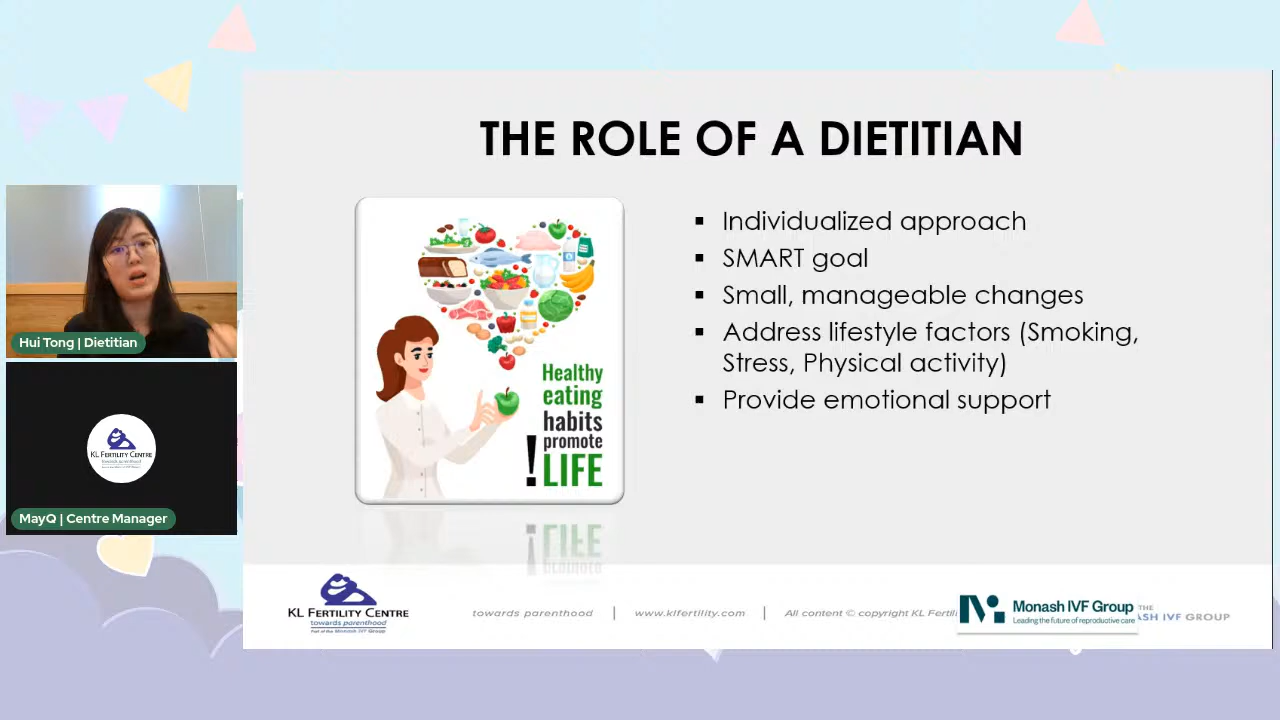 THE ROLE OF A DIETITIAN
Individualized approach
SMART goal
Small, manageable changes
Address lifestyle factors (Smoking,
Stress, Physical activity)
Provide emotional support
Healthy
eating
habits
promote
! LIFE
Hui Tong | Dietitian
KL FERTILITY CENTRE
MayQ | Centre Manager
KL FERTILITY CENTRE
towards parenthood
Part of the Monash IVF Group
towards parenthood | www.klfertility.com | All content © copyright KL Fertili
Monash IVF Group
Leading the future of reproductive care
THE
ASH IVF GROUP